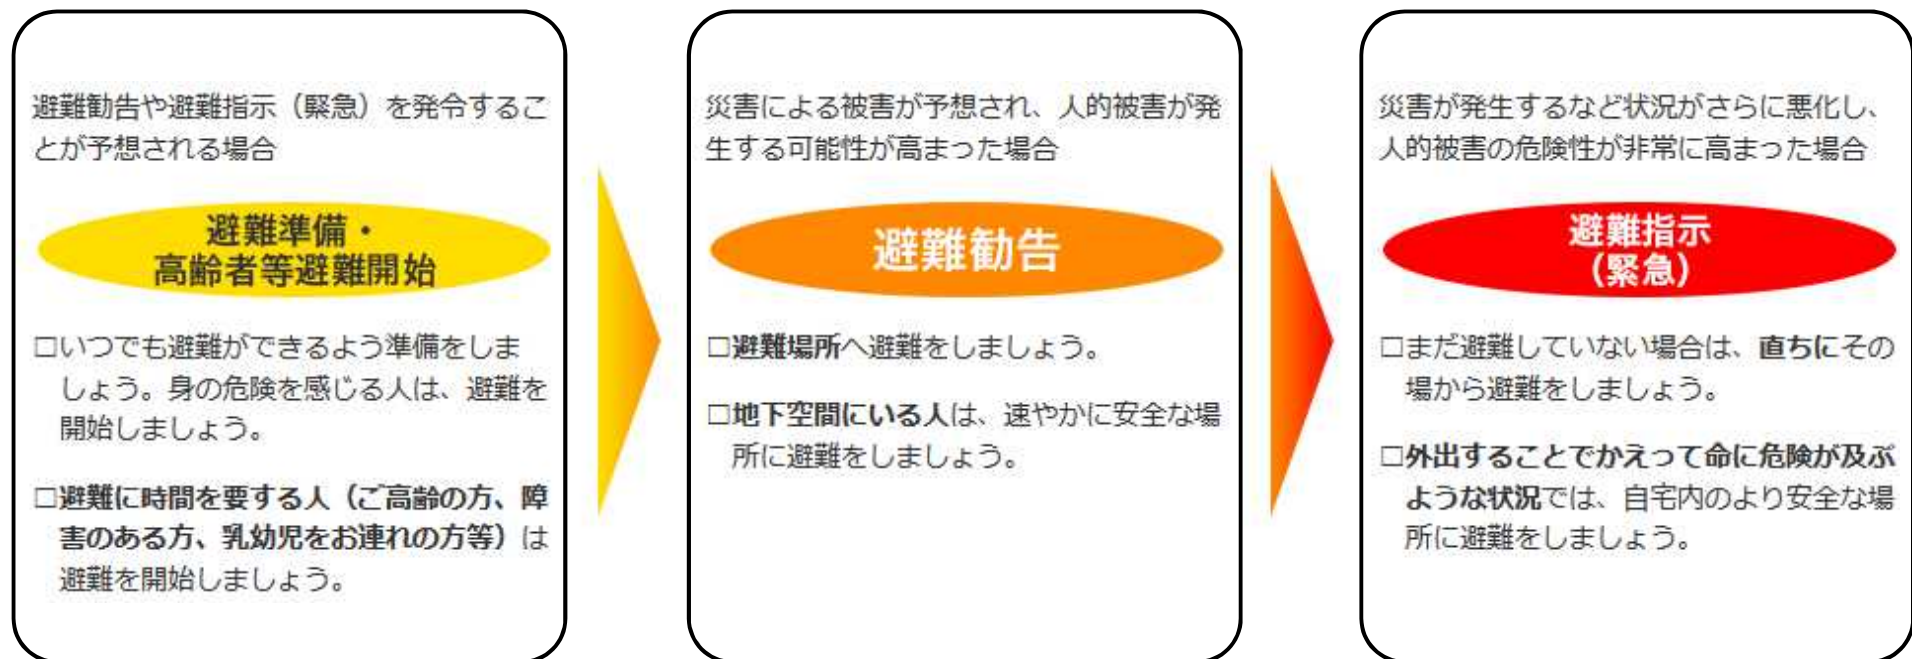 避難勧告や避難指示（緊急）を発令するこ
とが予想される場合
避難準備・
高齢者等避難開始
□いつでも避難ができるよう準備をしま
しょう。身の危険を感じる人は、避難を
開始しましょう。
□避難に時間を要する人（ご高齢の方、障
害のある方、乳幼児をお連れの方等）は
避難を開始しましょう。
災害による被害が予想され、人的被害が発
生する可能性が高まった場合
避難勧告
□避難場所へ避難をしましょう。
□地下空間にいる人は、速やかに安全な場
所に避難をしましょう。
災害が発生するなど状況がさらに悪化し、
人的被害の危険性が非常に高まった場合
避難指示
(緊急)
□まだ避難していない場合は、直ちにその
場から避難をしましょう。
□外出することでかえって命に危険が及ぶ
ような状況では、自宅内のより安全な場
所に避難をしましょう。